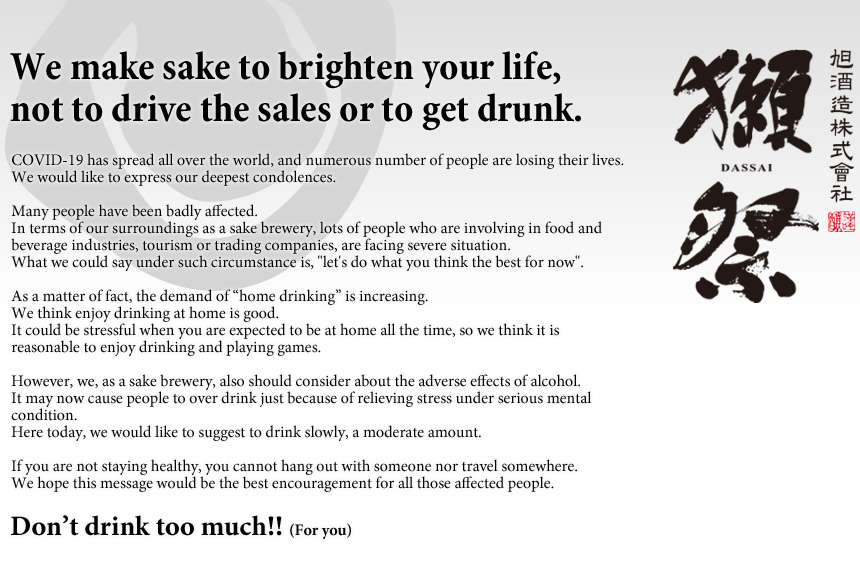 We make sake to brighten your life,
not to drive the sales or to get drunk.
COVID-19 has spread all over the world, and numerous number of people are losing their lives.
We would like to express our deepest condolences.
Many people have been badly affected.
In terms of our surroundings as a sake brewery, lots of people who are involving in food and
beverage industries, tourism or trading companies, are facing severe situation.
What we could say under such circumstance is, "let's do what you think the best for now".
As a matter of fact, the demand of “home drinking” is increasing.
We think enjoy drinking at home is good.
It could be stressful when you are expected to be at home all the time, so we think it is
reasonable to enjoy drinking and playing games.
However, we, as a sake brewery, also should consider about the adverse effects of alcohol.
It may now cause people to over drink just because of relieving stress under serious mental
condition.
Here today, we would like to suggest to drink slowly, a moderate amount.
If you are not staying healthy, you cannot hang out with someone nor travel somewhere.
We hope this message would be the best encouragement for all those affected people.
Don’t drink too much!! (For you)
獺
DASSAI
祭
旭酒造株式會社